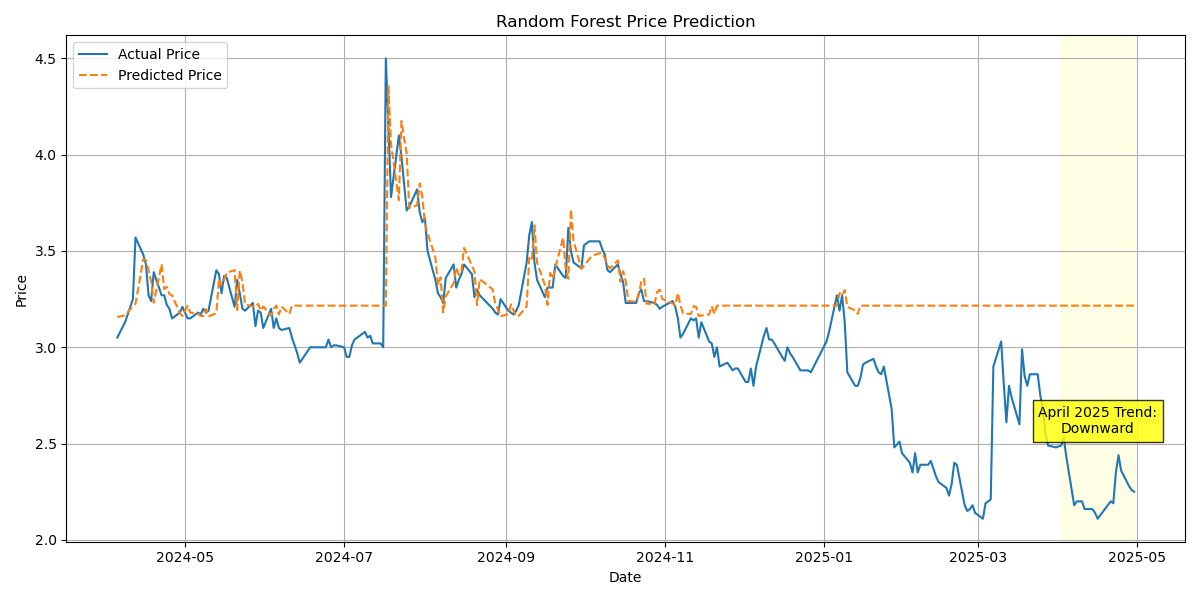 Random Forest Price Prediction
Actual Price
Predicted Price
4.5
4.0
3.5
3.0
2.5
2.0
Price
April 2025 Trend:
Downward
2024-05 2024-07 2024-09 2024-11 2025-01 2025-03 2025-05
Date